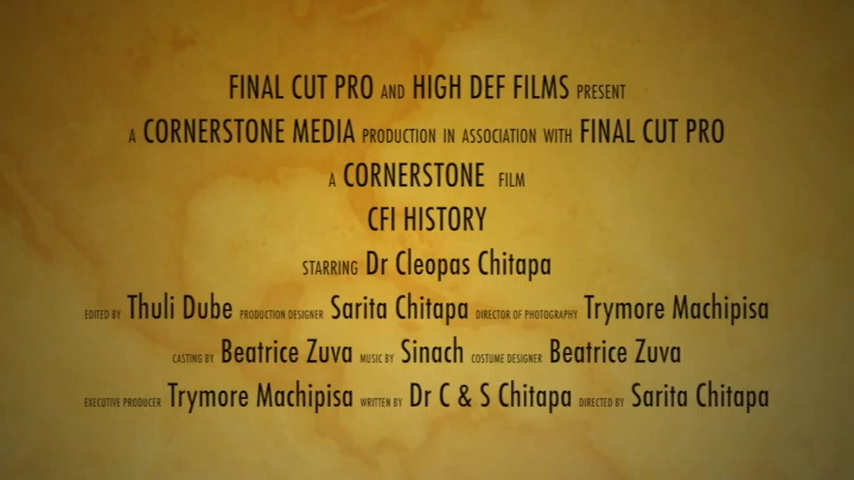 FINAL CUT PRO AND HIGH DEF FILMS PRESENT
A CORNERSTONE MEDIA PRODUCTION IN ASSOCIATION WITH FINAL CUT PRO
A CORNERSTONE FILM
CFI HISTORY
STARRING Dr Cleopas Chitapa
EDITED BY Thuli Dube PRODUCTION DESIGNER Sarita Chitapa DIRECTOR OF PHOTOGRAPHY Trymore Machipisa
CASTING BY Beatrice Zuva MUSIC BY Sinach COSTUME DESIGNER Beatrice Zuva
EXECUTIVE PRODUCER Trymore Machipisa WRITTEN BY Dr C & S Chitapa DIRECTED BY Sarita Chitapa